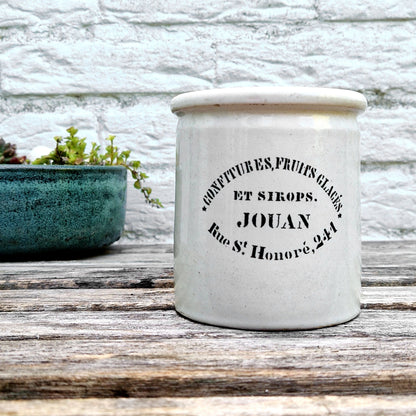 ★CONFITURES, FRUITS GLACÉS★
ET SIROPS.
JOUAN
Rue St. Honoré, 241